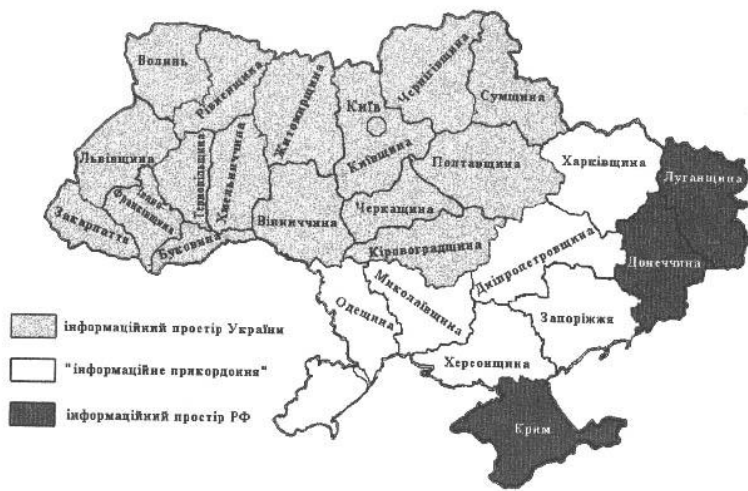 Волинь
Рівненщина
Житомирщина
Київ
Чернігівщина
Сумщина
Львівщина
Тернопільщина
Хмельниччина
Київщина
Полтавщина
Харківщина
Луганщина
Закарпаття
Івано-
Франківщина
Буковина
Вінниччина
Черкащина
Кіровоградщина
Дніпропетровщина
Донеччина
Одещина
Миколаївщина
Запоріжжя
Херсонщина
Крим
інформаційний простір України
"інформаційне прикордоння"
інформаційний простір РФ